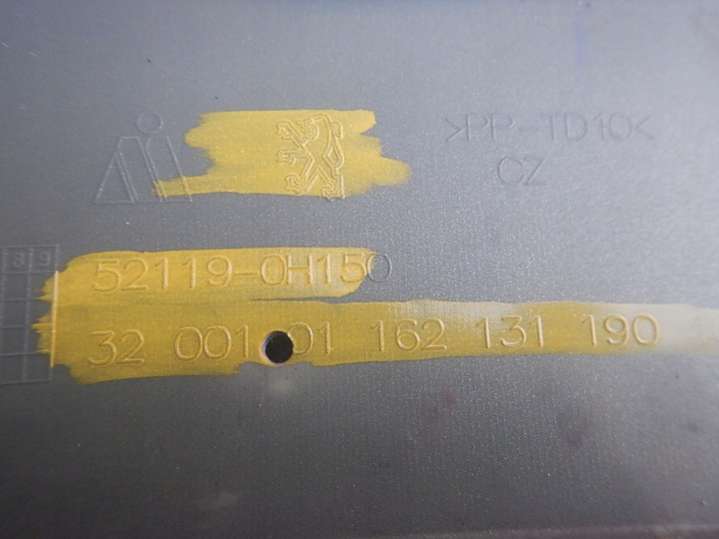 >PP-TD10<
CZ
8 9
52119-0H150
32 001 01 162 131 190